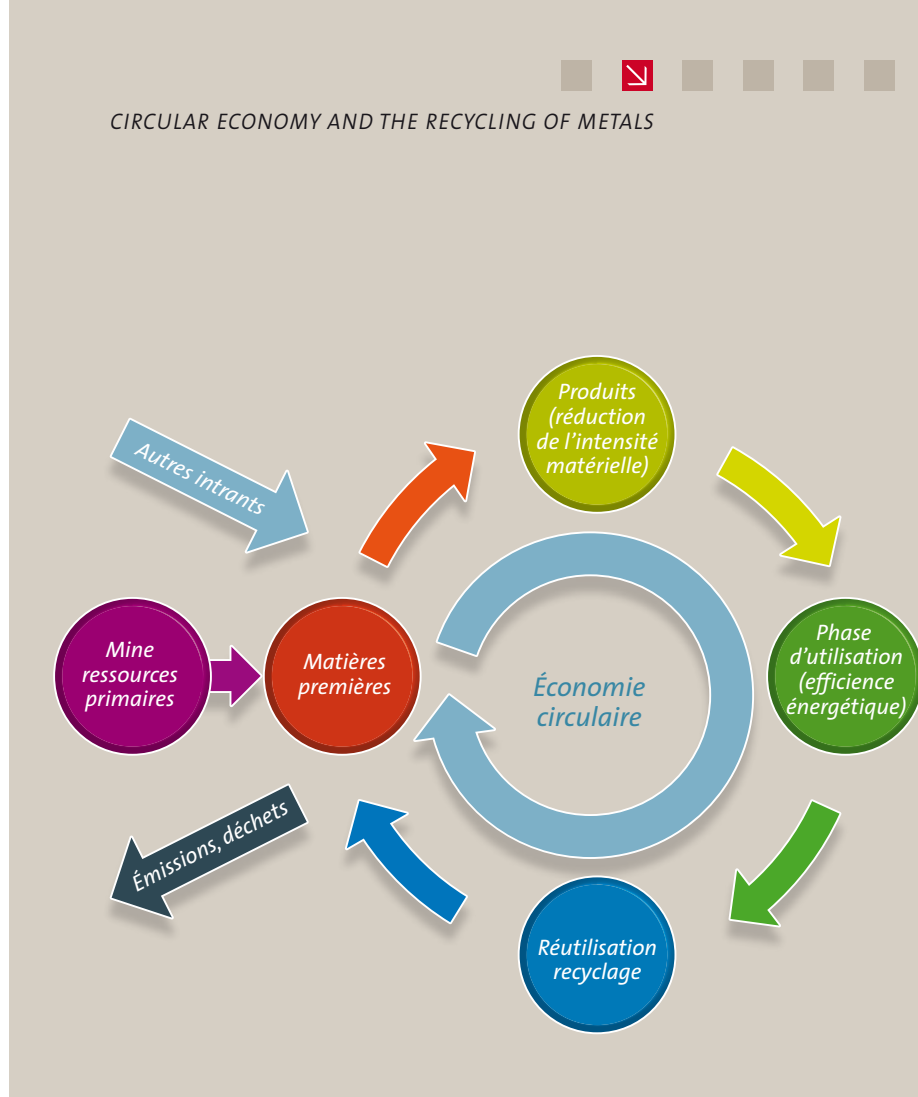 CIRCULAR ECONOMY AND THE RECYCLING OF METALS
Produits
(réduction
de l'intensité
matérielle)
Autres intrants
Mine
ressources
primaires
Matières
premières
Économie
circulaire
Phase
d'utilisation
(efficience
énergétique)
Émissions, déchets
Réutilisation
recyclage